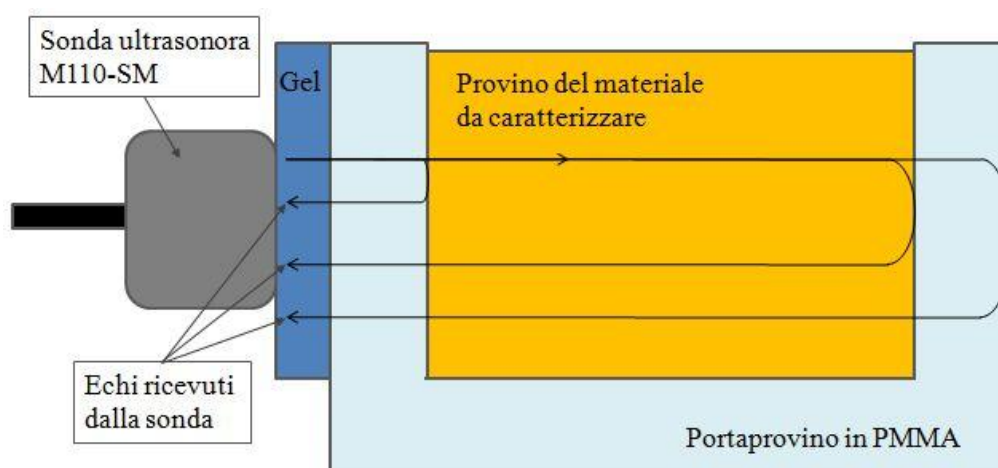 Sonda ultrasonora
M110-SM
Gel
Provino del materiale
da caratterizzare
Echi ricevuti
dalla sonda
Portaprovino in PMMA